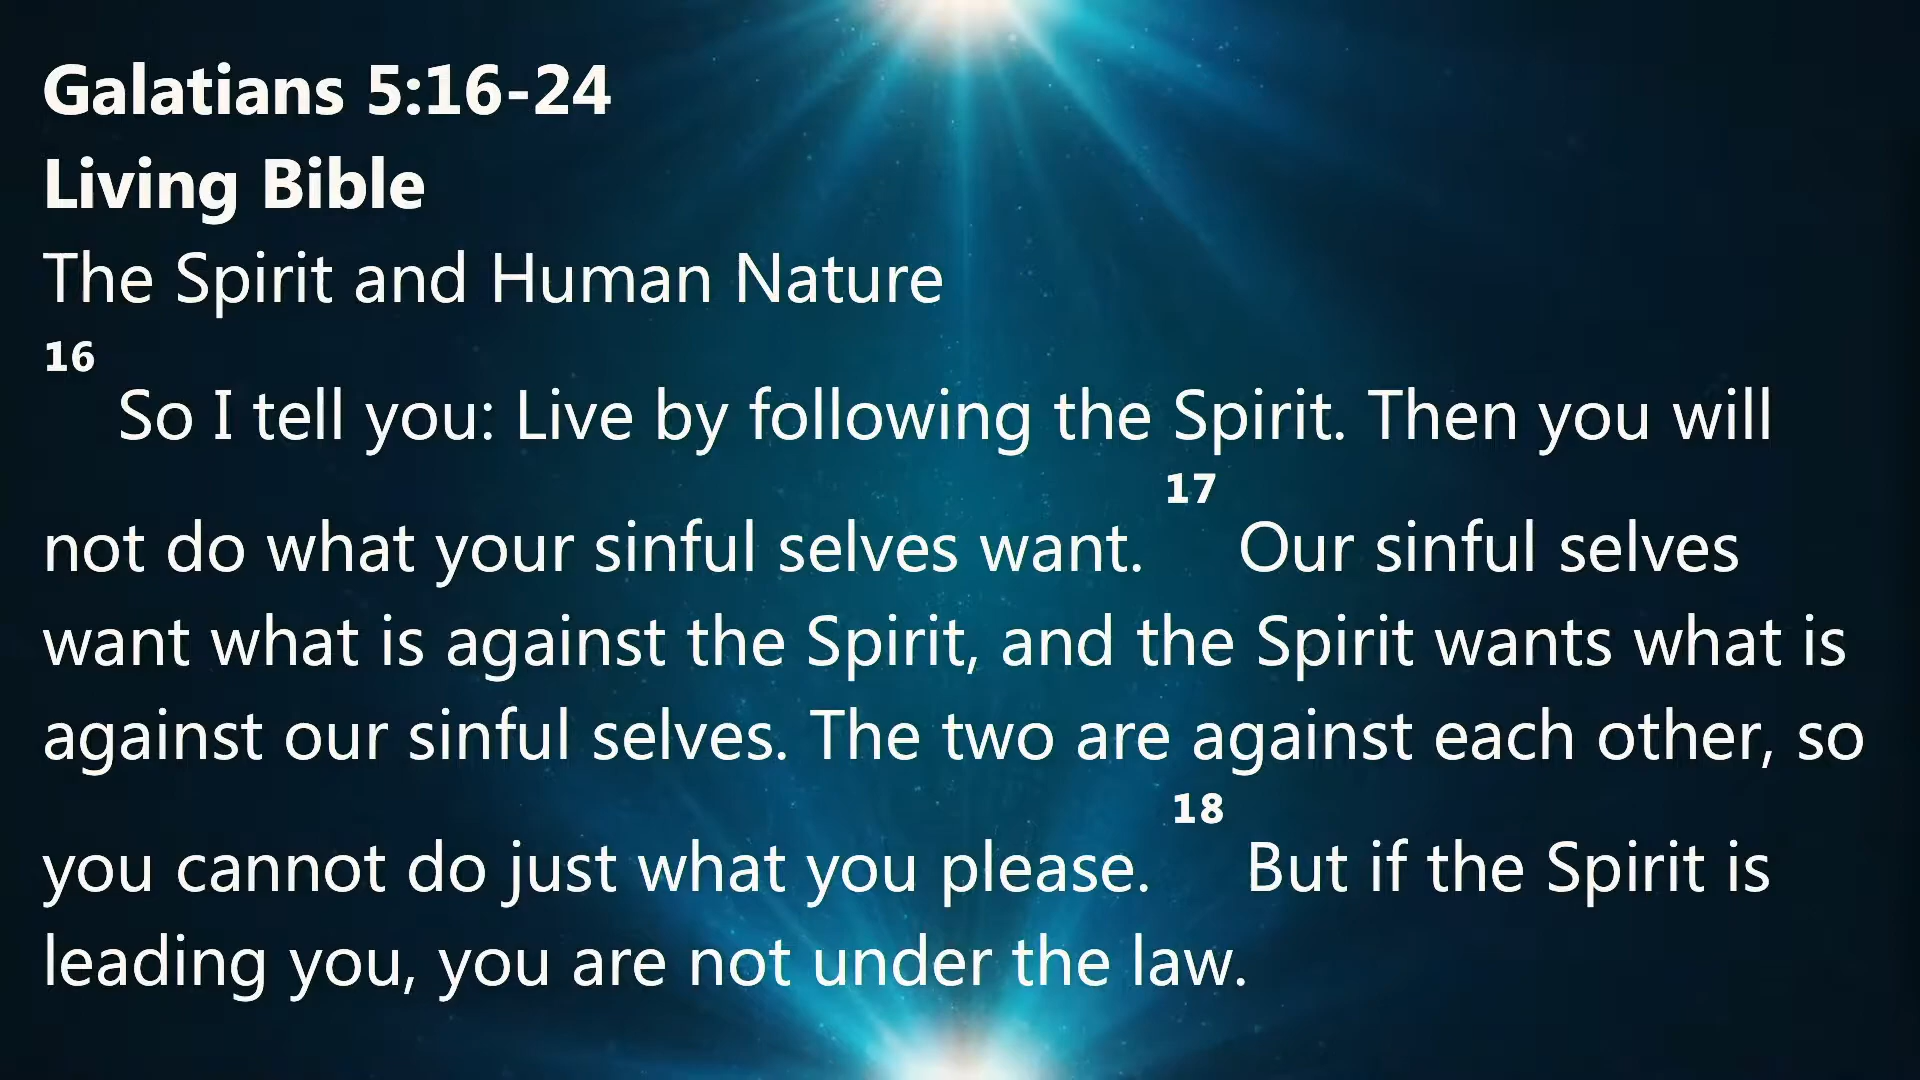 Galatians 5:16-24
Living Bible
The Spirit and Human Nature
16 So I tell you: Live by following the Spirit. Then you will
not do what your sinful selves want. 17 Our sinful selves
want what is against the Spirit, and the Spirit wants what is
against our sinful selves. The two are against each other, so
you cannot do just what you please. 18 But if the Spirit is
leading you, you are not under the law.